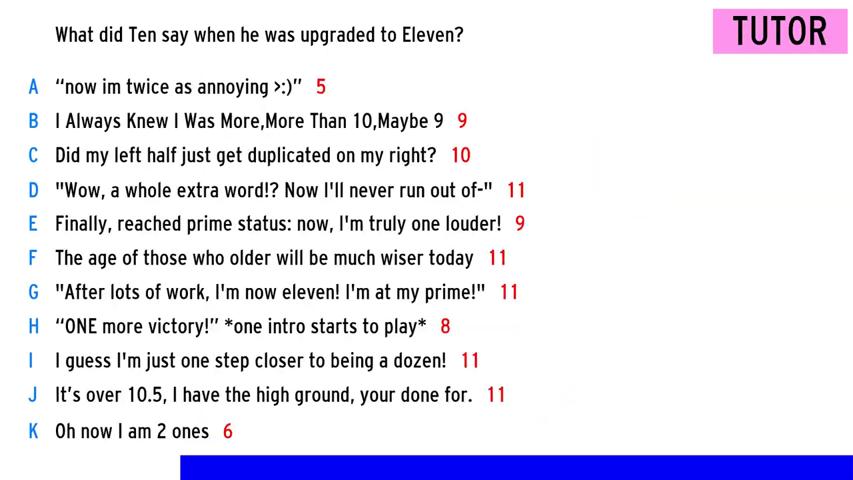 What did Ten say when he was upgraded to Eleven?
TUTOR
A “now im twice as annoying >:)” 5
B I Always Knew I Was More,More Than 10,Maybe 9 9
C Did my left half just get duplicated on my right? 10
D "Wow, a whole extra word!? Now I'll never run out of-" 11
E Finally, reached prime status: now, I'm truly one louder! 9
F The age of those who older will be much wiser today 11
G "After lots of work, I'm now eleven! I'm at my prime!" 11
H “ONE more victory!” *one intro starts to play* 8
I I guess I'm just one step closer to being a dozen! 11
J It’s over 10.5, I have the high ground, your done for. 11
K Oh now I am 2 ones 6